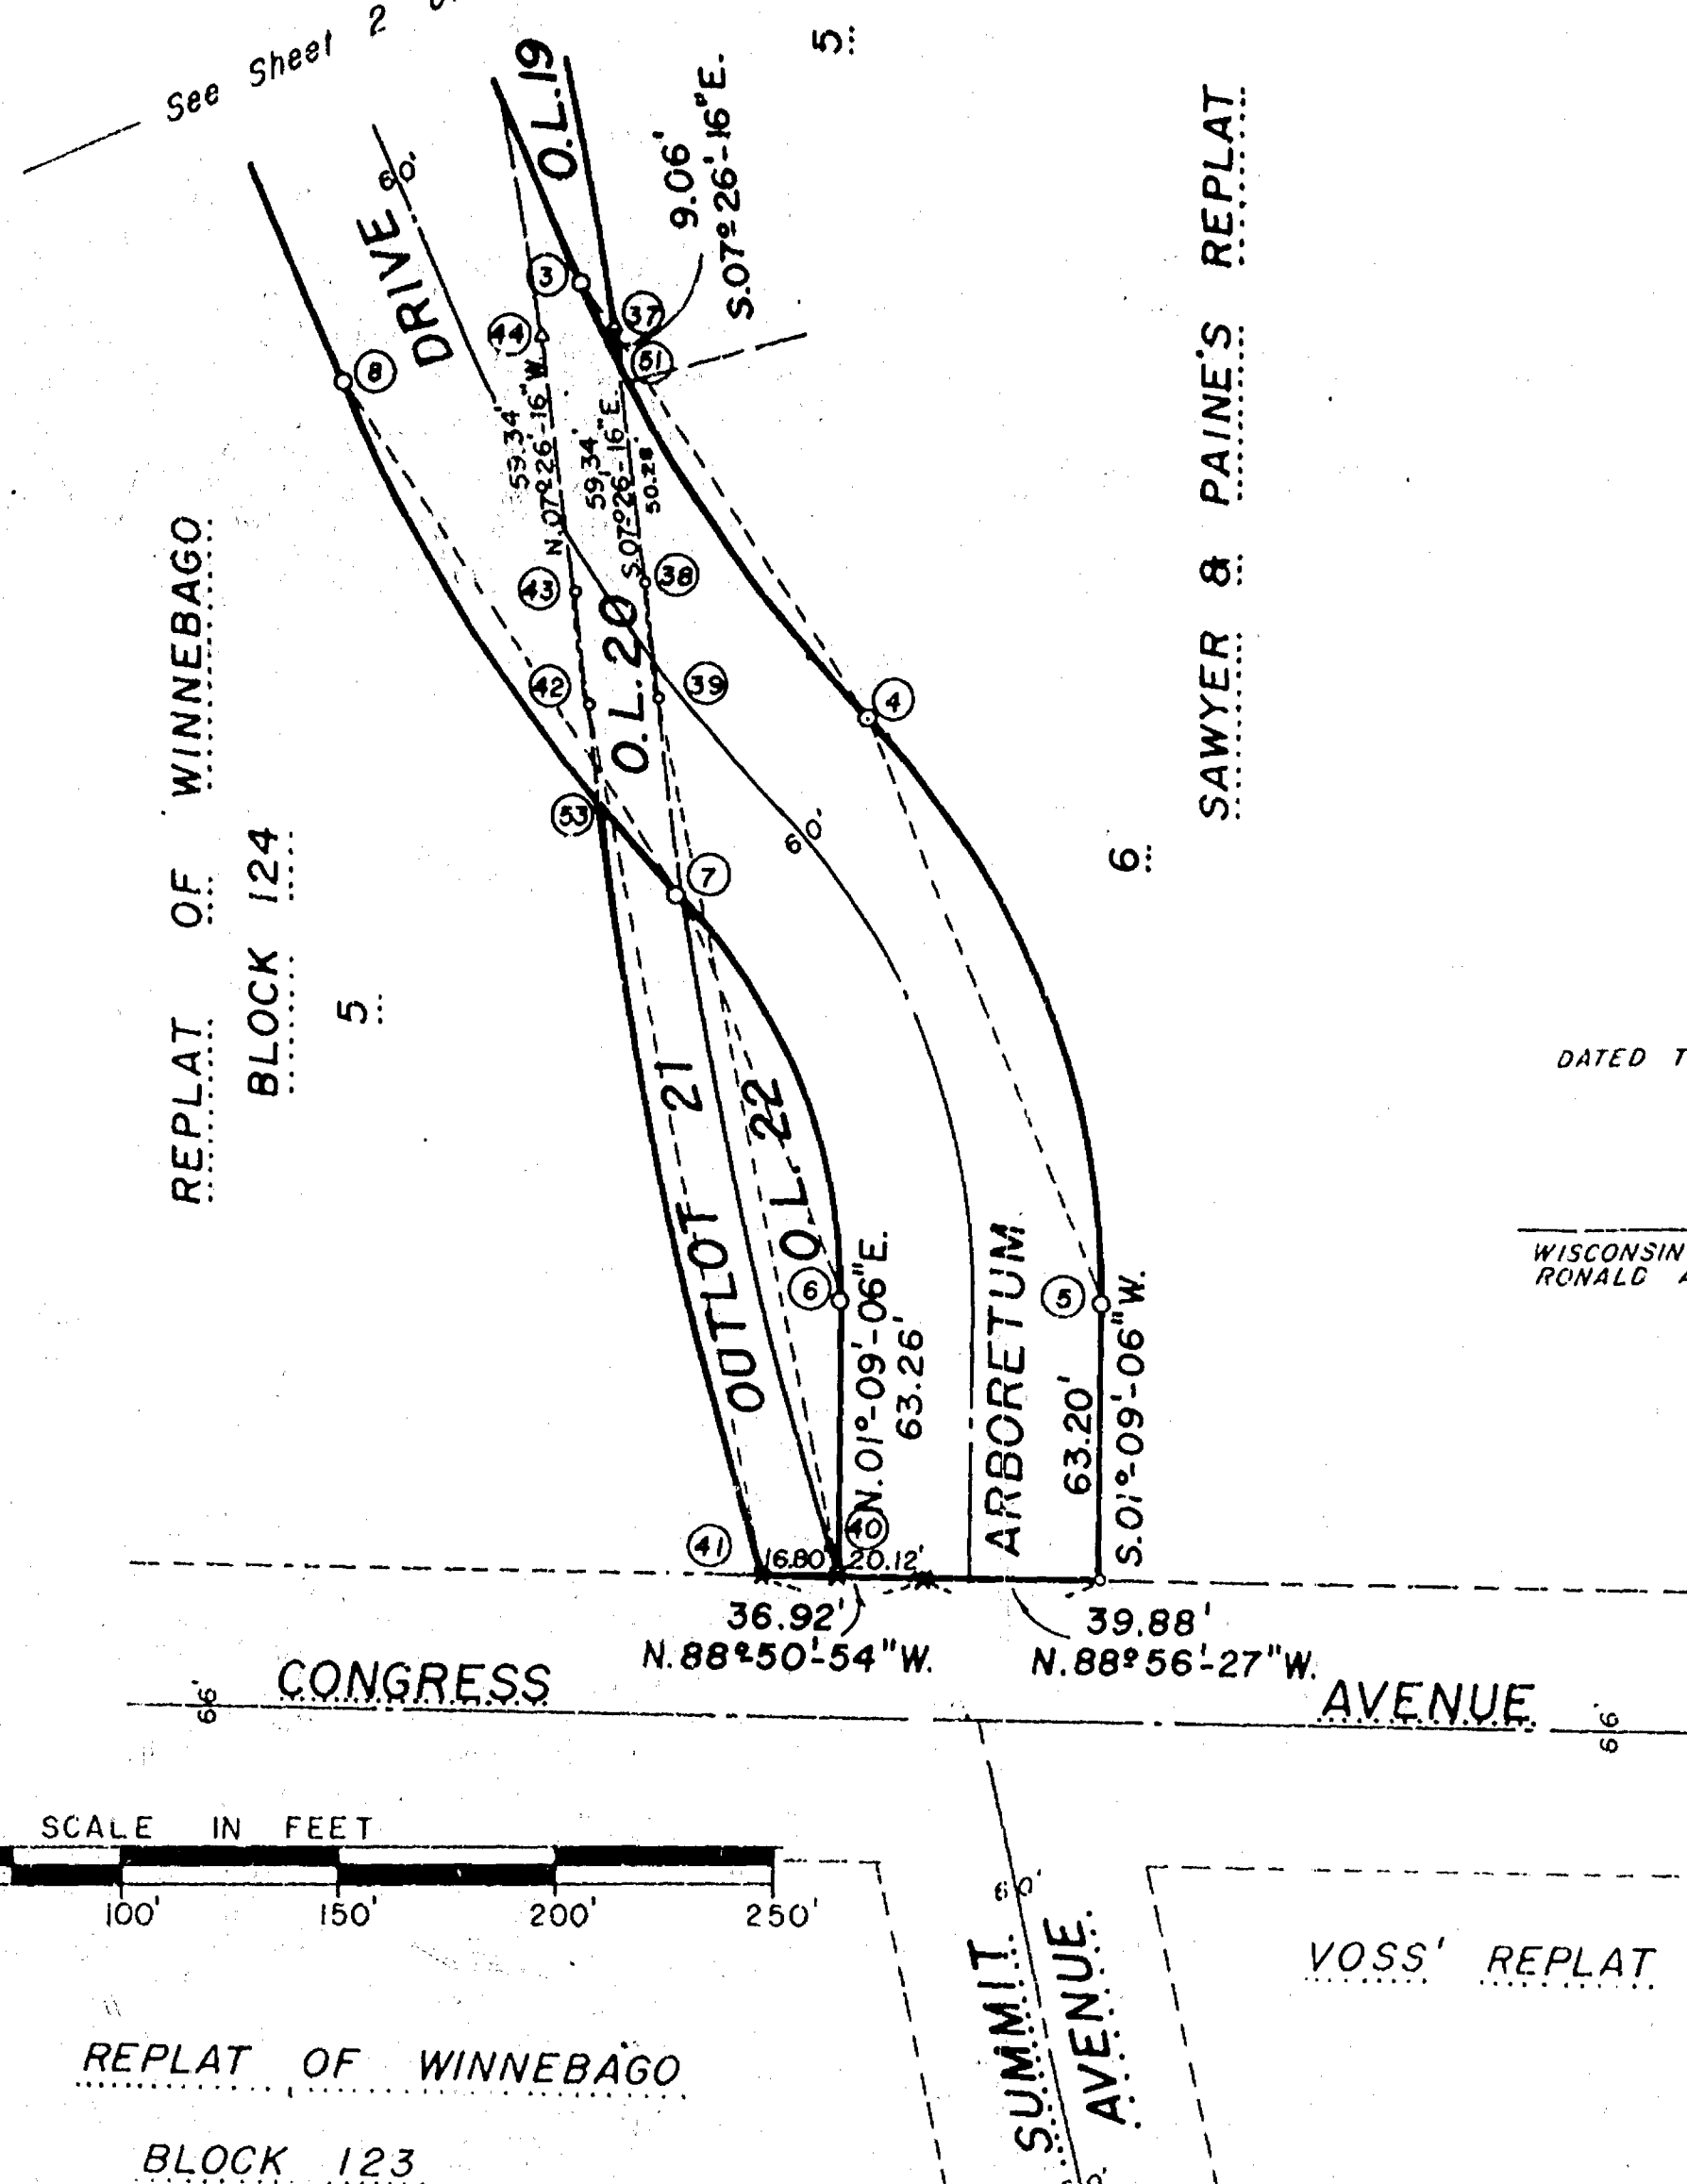 See Sheet 2
O.L.19
5
9.06'
S.07°-26'-16"E.
60'
DRIVE
3
37
44
51
8
59.34'
N.07°-26'-16"W.
59.34'
S.07°-26'-16"E.
50.28'
SAWYER & PAINE'S REPLAT
REPLAT OF WINNEBAGO
BLOCK 124
5
43
38
O.L. 20
42
39
4
53
60'
6
7
OUTLOT 21
O.L. 22
DATED
6
N.01°-09'-06"E.
63.26'
ARBORETUM
5
63.20'
S.01°-09'-06"W.
WISCONSIN
RONALD
41
40
16.80'
20.12'
36.92'
N.88°50'-54"W.
39.88'
N.88°56'-27"W.
CONGRESS AVENUE
66'
66'
SCALE IN FEET
100' 150' 200' 250'
60'
SUMMIT
AVENUE
VOSS' REPLAT
REPLAT OF WINNEBAGO
BLOCK 123